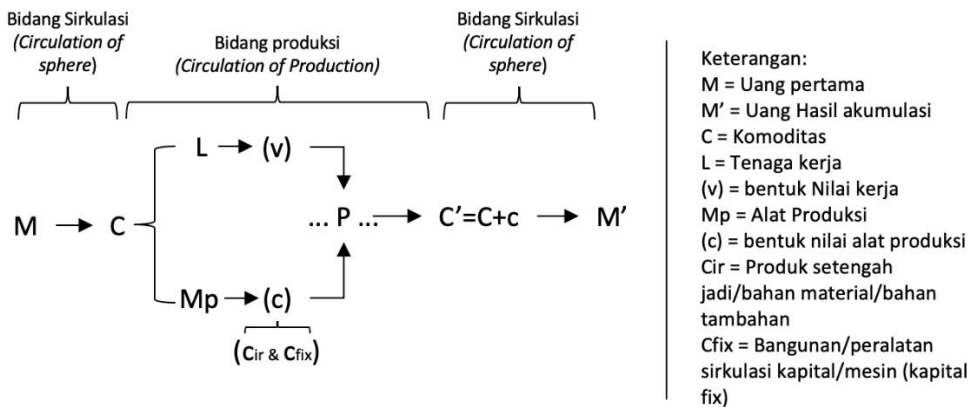 Bidang Sirkulasi
(Circulation of
sphere)
Bidang produksi
(Circulation of Production)
Bidang Sirkulasi
(Circulation of
sphere)
L → (v)
M → C
... P ... → C’=C+c → M’
Mp → (c)
(Cir & Cfix)
Keterangan:
M = Uang pertama
M’ = Uang Hasil akumulasi
C = Komoditas
L = Tenaga kerja
(v) = bentuk Nilai kerja
Mp = Alat Produksi
(c) = bentuk nilai alat produksi
Cir = Produk setengah
jadi/bahan material/bahan
tambahan
Cfix = Bangunan/peralatan
sirkulasi kapital/mesin (kapital
fix)